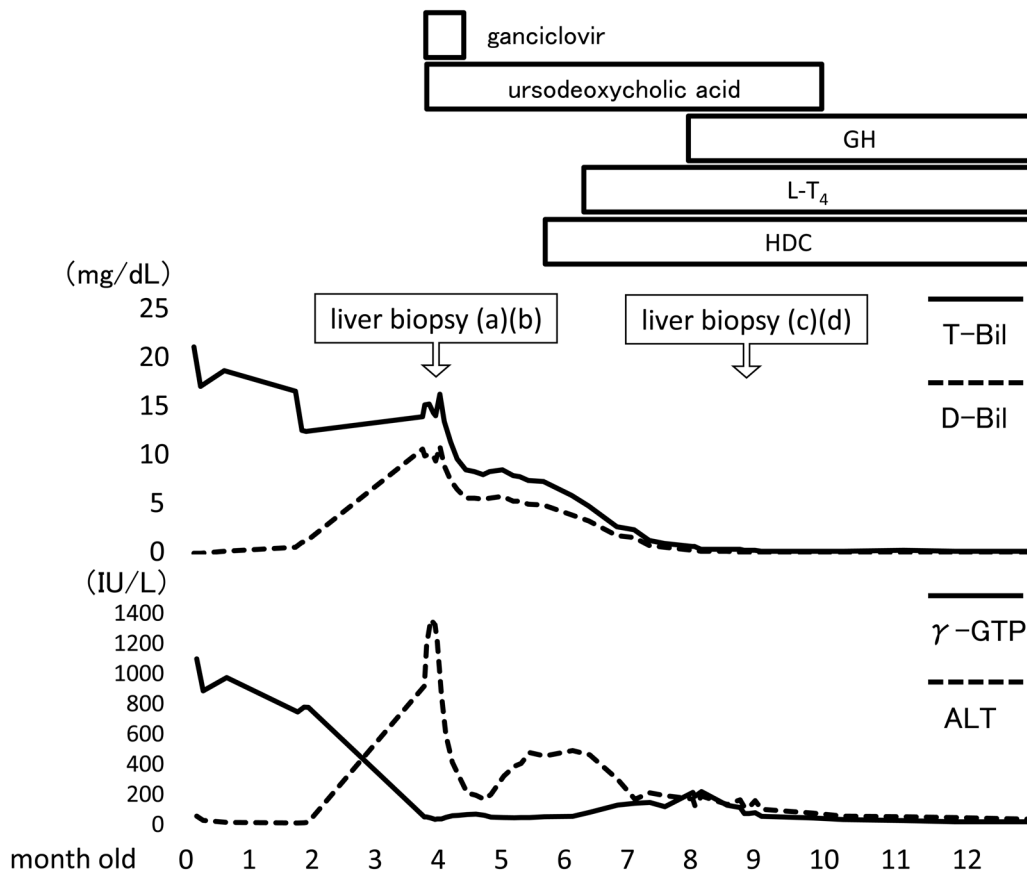 ganciclovir
ursodeoxycholic acid
GH
L-T₄
HDC
(mg/dL)
25
20
15
10
5
0
liver biopsy (a)(b)
liver biopsy (c)(d)
T-Bil
D-Bil
(IU/L)
1400
1200
1000
800
600
400
200
0
γ-GTP
ALT
month old 0 1 2 3 4 5 6 7 8 9 10 11 12